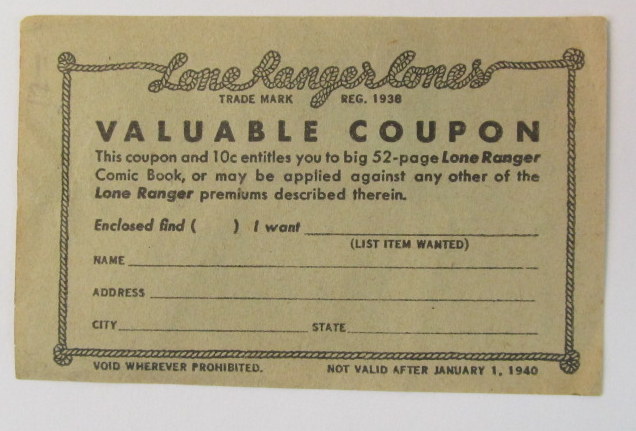 Lone Ranger Cones
TRADE MARK REG. 1938
VALUABLE COUPON
This coupon and 10c entitles you to big 52-page Lone Ranger
Comic Book, or may be applied against any other of the
Lone Ranger premiums described therein.
Enclosed find ( ) I want
(LIST ITEM WANTED)
NAME
ADDRESS
CITY STATE
VOID WHEREVER PROHIBITED. NOT VALID AFTER JANUARY 1, 1940